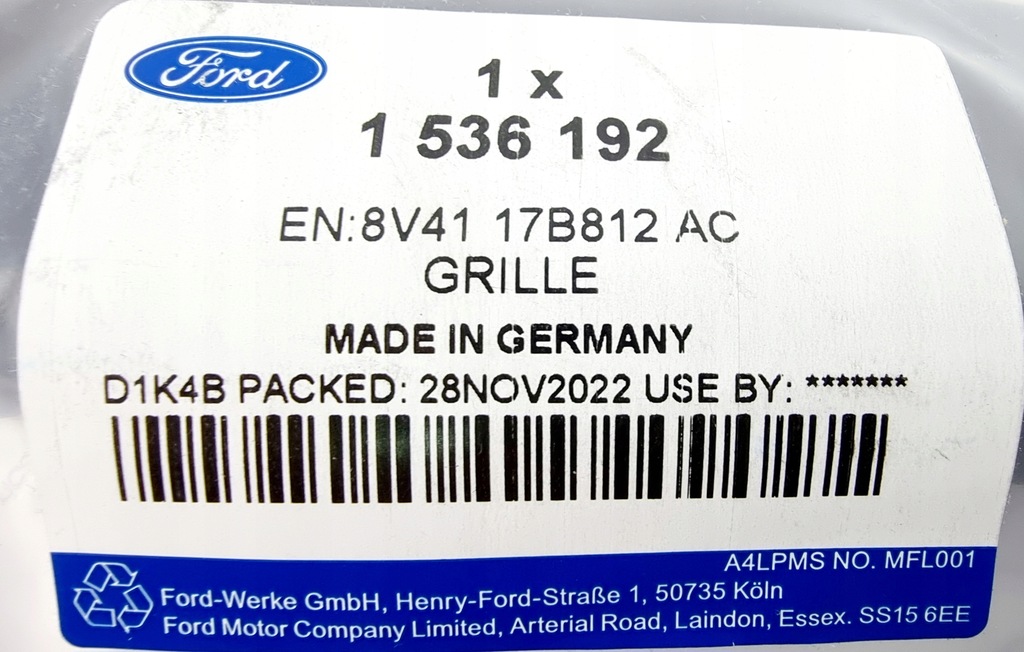 Ford
1 x
1 536 192
EN:8V41 17B812 AC
GRILLE
MADE IN GERMANY
D1K4B PACKED: 28NOV2022 USE BY: *******
A4LPMS NO. MFL001
Ford-Werke GmbH, Henry-Ford-Straße 1, 50735 Köln
Ford Motor Company Limited, Arterial Road, Laindon, Essex. SS15 6EE